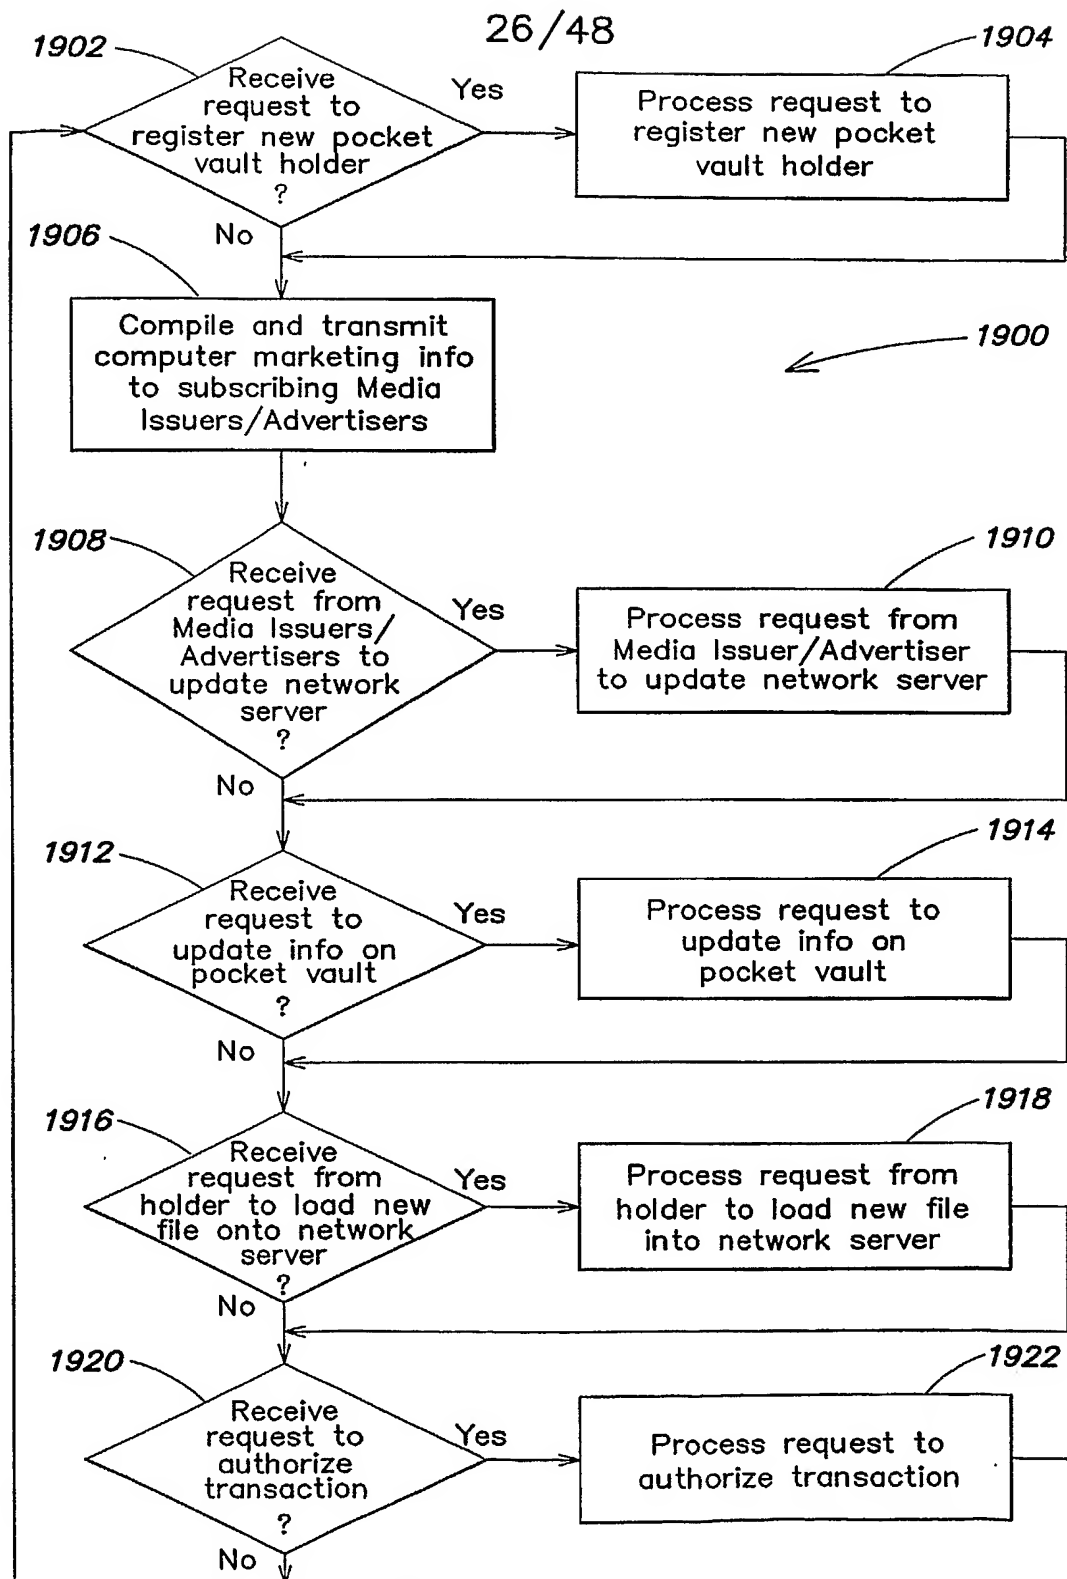 26/48
1902
Receive
request to
register new pocket
vault holder
?
Yes
1904
Process request to
register new pocket
vault holder
No
1906
Compile and transmit
computer marketing info
to subscribing Media
Issuers/Advertisers
1900
1908
Receive
request from
Media Issuers/
Advertisers to
update network
server
?
Yes
1910
Process request from
Media Issuer/Advertiser
to update network server
No
1912
Receive
request to
update info on
pocket vault
?
Yes
1914
Process request to
update info on
pocket vault
No
1916
Receive
request from
holder to load new
file onto network
server
?
Yes
1918
Process request from
holder to load new file
into network server
No
1920
Receive
request to
authorize
transaction
?
Yes
1922
Process request to
authorize transaction
No